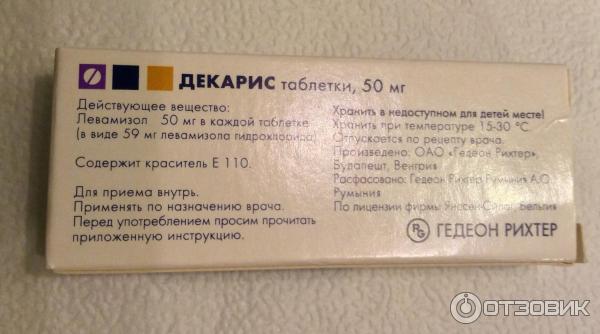 ДЕКАРИС таблетки, 50 мг
Действующее вещество:
Левамизол 50 мг в каждой таблетке
(в виде 59 мг левамизола гидрохлорида)
Содержит краситель Е 110.
Для приема внутрь.
Применять по назначению врача.
Перед употреблением просим прочитать
приложенную инструкцию.
Хранить в недоступном для детей месте!
Хранить при температуре 15-30 °C.
Отпускается по рецепту врача.
Произведено: ОАО «Гедеон Рихтер»,
Будапешт, Венгрия
Расфасовано: Гедеон Рихтер Румыния А.О.
Румыния
По лицензии фирмы Бельгия
RG ГЕДЕОН РИХТЕР
ОТЗОВИК